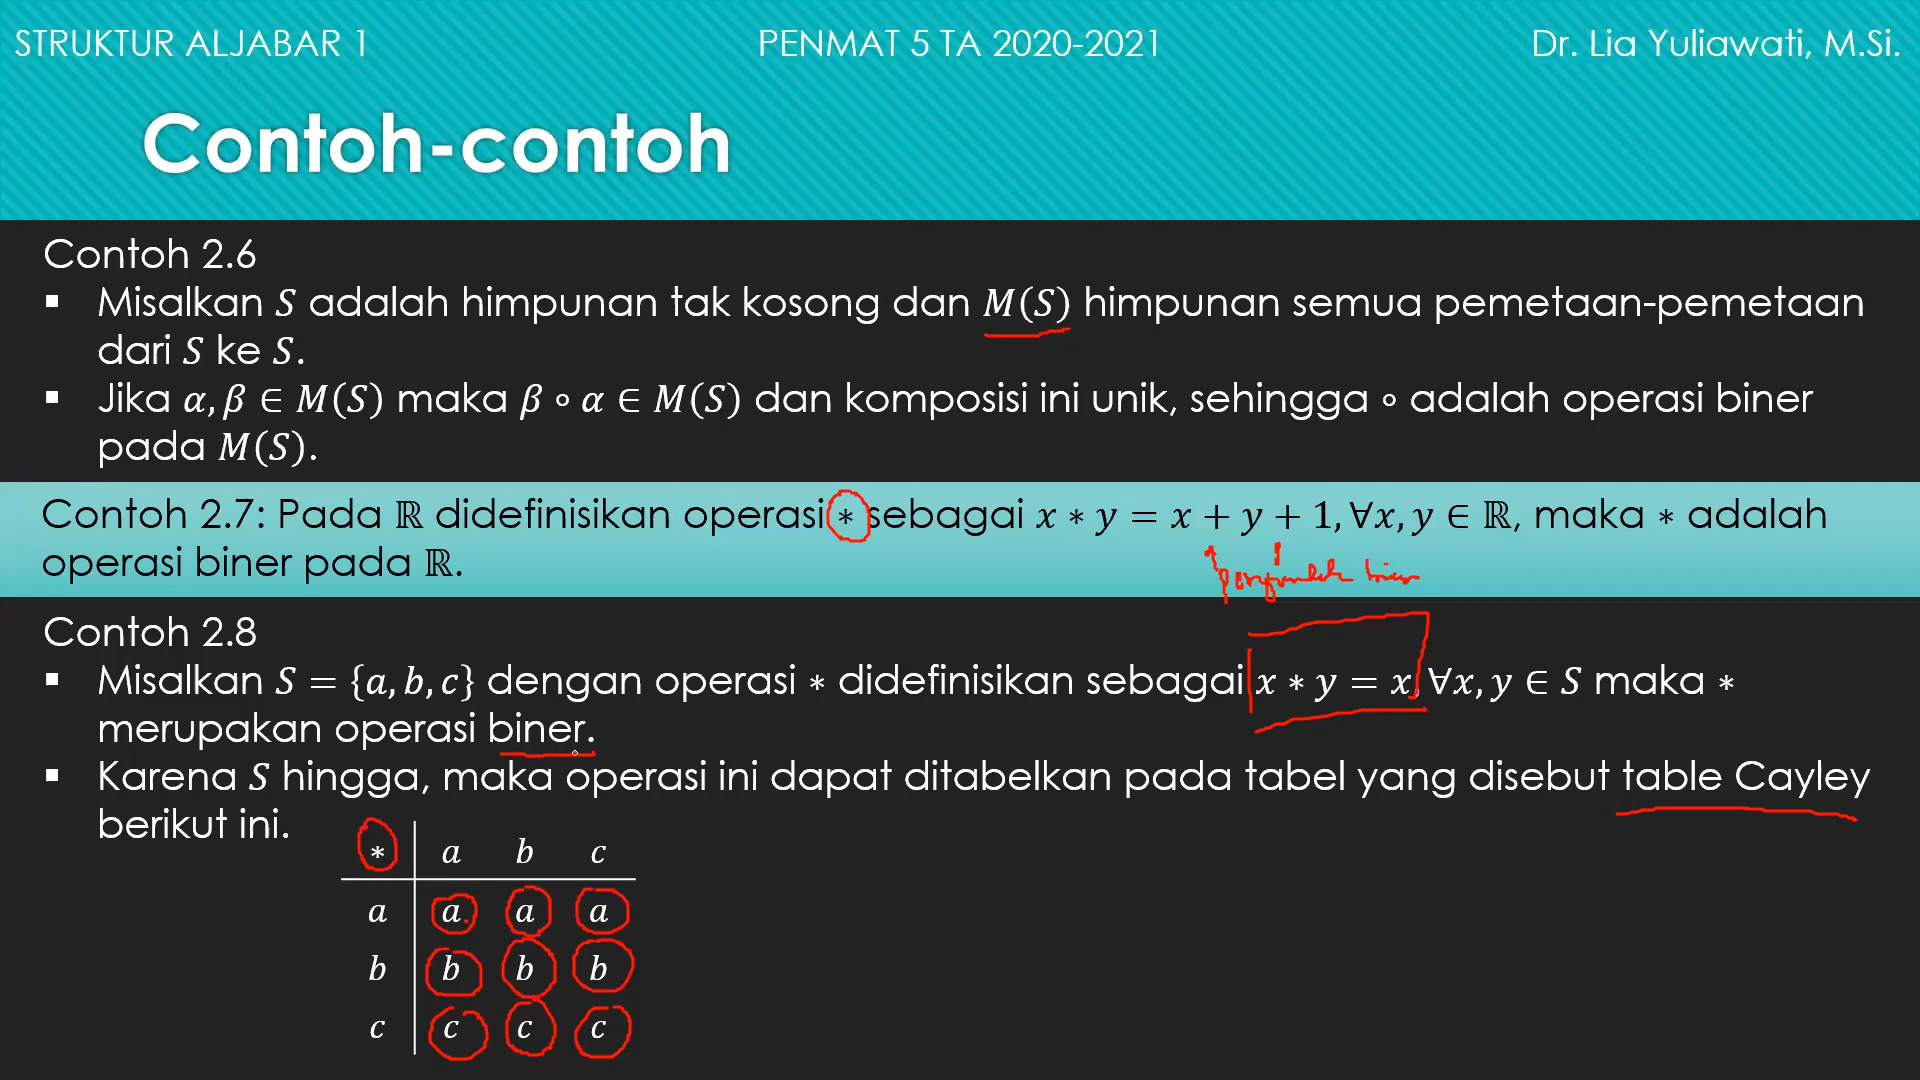 STRUKTUR ALJABAR 1 PENMAT 5 TA 2020-2021 Dr. Lia Yuliawati, M.Si.
Contoh-contoh
Contoh 2.6
▪ Misalkan S adalah himpunan tak kosong dan M(S) himpunan semua pemetaan-pemetaan
dari S ke S.
▪ Jika α, β ∈ M(S) maka β ∘ α ∈ M(S) dan komposisi ini unik, sehingga ∘ adalah operasi biner
pada M(S).
Contoh 2.7: Pada ℝ didefinisikan operasi ∗ sebagai x ∗ y = x + y + 1, ∀x, y ∈ ℝ, maka ∗ adalah
operasi biner pada ℝ.
Contoh 2.8
▪ Misalkan S = {a, b, c} dengan operasi ∗ didefinisikan sebagai x ∗ y = x, ∀x, y ∈ S maka ∗
merupakan operasi biner.
▪ Karena S hingga, maka operasi ini dapat ditabelkan pada tabel yang disebut table Cayley
berikut ini.
∗ a b c
a a a a
b b b b
c c c c